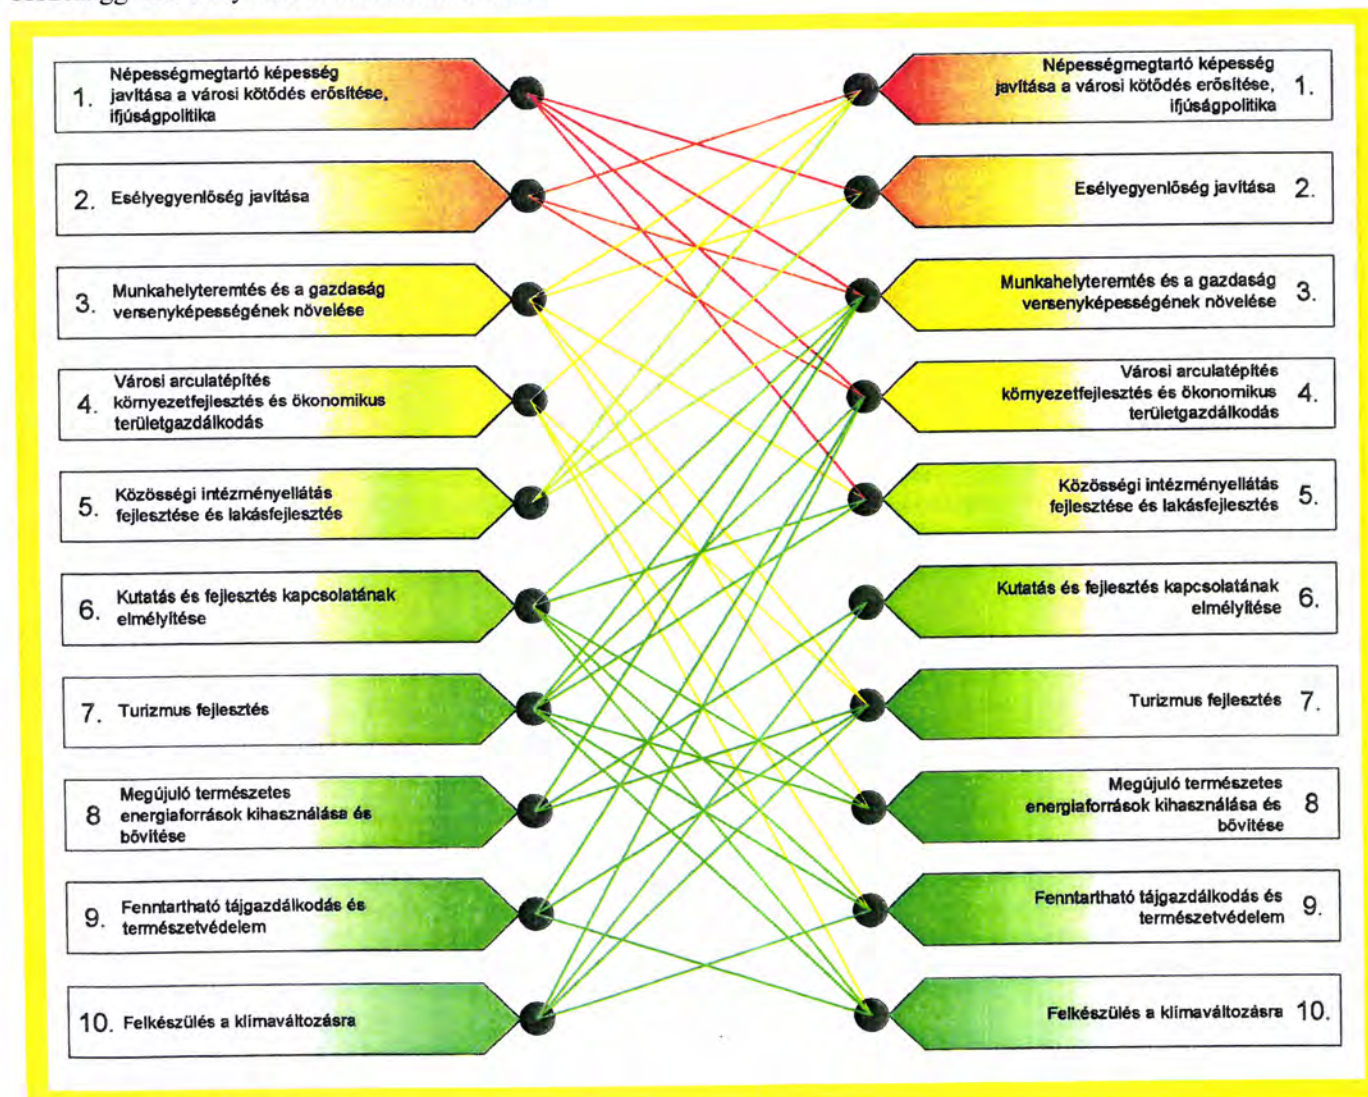 1. Népességmegtartó képesség
javítása a városi kötődés erősítése,
ifjúságpolitika
2. Esélyegyenlőség javítása
3. Munkahelyteremtés és a gazdaság
versenyképességének növelése
4. Városi arculatépítés
környezetfejlesztés és ökonomikus
területgazdálkodás
5. Közösségi intézményellátás
fejlesztése és lakásfejlesztés
6. Kutatás és fejlesztés kapcsolatának
elmélyítése
7. Turizmus fejlesztés
8 Megújuló természetes
energiaforrások kihasználása és
bővítése
9. Fenntartható tájgazdálkodás és
természetvédelem
10. Felkészülés a klímaváltozásra
Népességmegtartó képesség
javítása a városi kötődés erősítése,
ifjúságpolitika 1.
Esélyegyenlőség javítása 2.
Munkahelyteremtés és a gazdaság
versenyképességének növelése 3.
Városi arculatépítés
környezetfejlesztés és ökonomikus
területgazdálkodás 4.
Közösségi intézményellátás
fejlesztése és lakásfejlesztés 5.
Kutatás és fejlesztés kapcsolatának
elmélyítése 6.
Turizmus fejlesztés 7.
Megújuló természetes
energiaforrások kihasználása és
bővítése 8
Fenntartható tájgazdálkodás és
természetvédelem 9.
Felkészülés a klímaváltozásra 10.